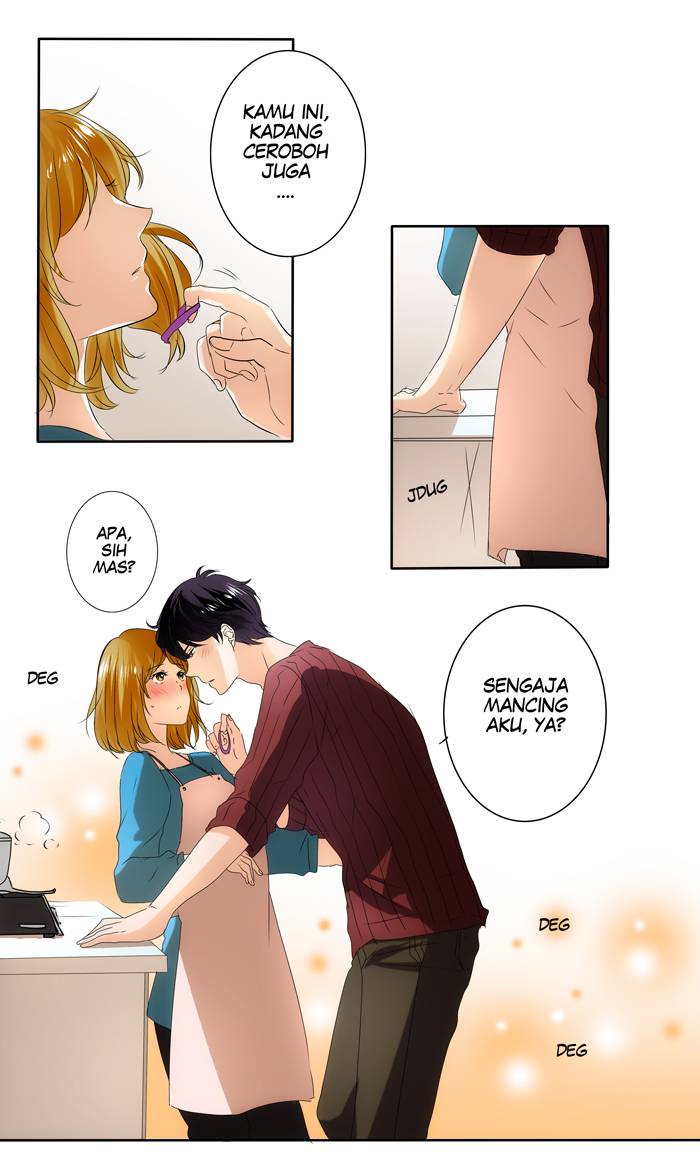 KAMU INI,
KADANG
CEROBOH
JUGA
....
JDUG
APA,
SIH
MAS?
DEG
SENGAJA
MANCING
AKU, YA?
DEG
DEG